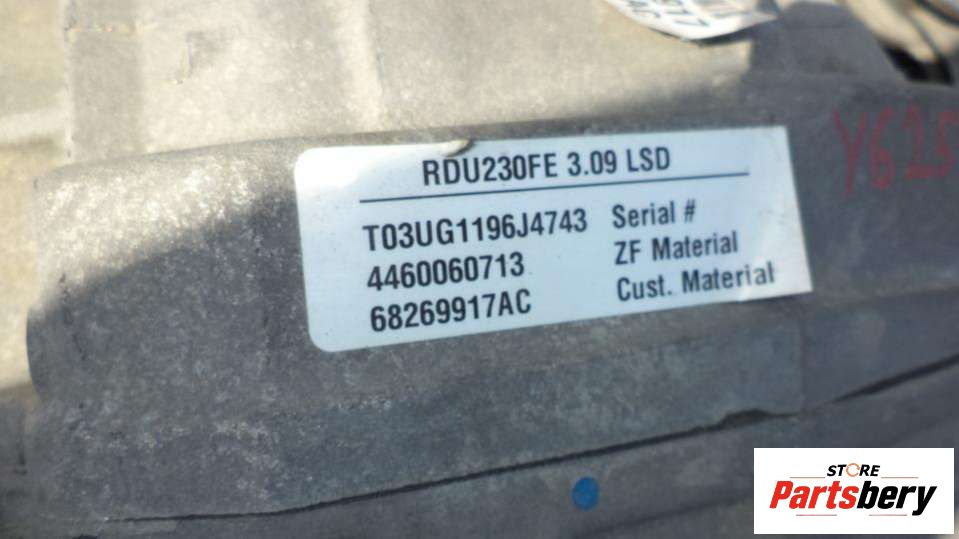 RDU230FE 3.09 LSD
T03UG1196J4743 Serial #
4460060713 ZF Material
68269917AC Cust. Material
STORE
Partsbery